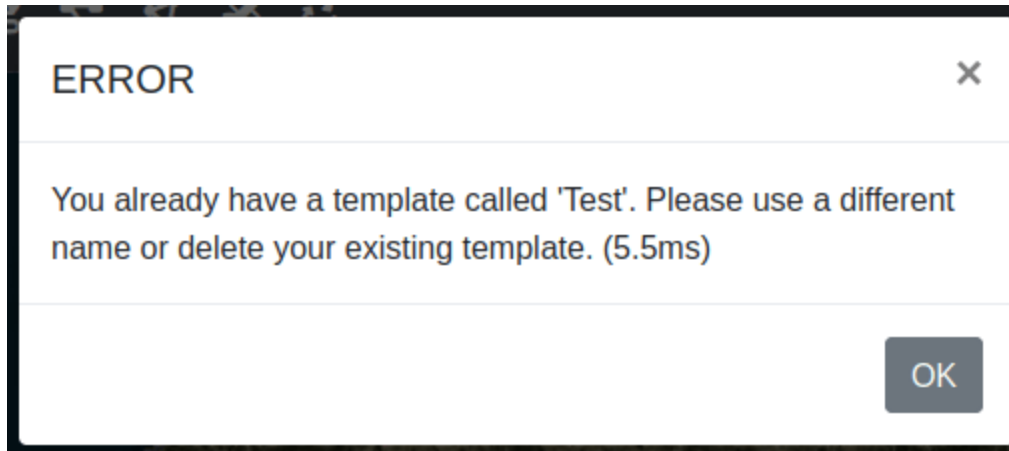 ERROR
×
You already have a template called 'Test'. Please use a different
name or delete your existing template. (5.5ms)
OK